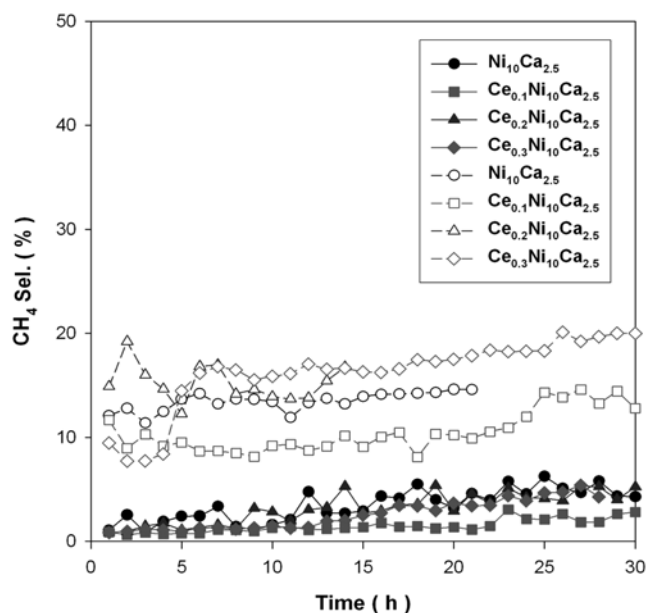 50
40
30
20
10
0
CH₄ Sel. ( % )
Ni₁₀Ca₂.₅
Ce₀.₁Ni₁₀Ca₂.₅
Ce₀.₂Ni₁₀Ca₂.₅
Ce₀.₃Ni₁₀Ca₂.₅
Ni₁₀Ca₂.₅
Ce₀.₁Ni₁₀Ca₂.₅
Ce₀.₂Ni₁₀Ca₂.₅
Ce₀.₃Ni₁₀Ca₂.₅
0 5 10 15 20 25 30
Time ( h )